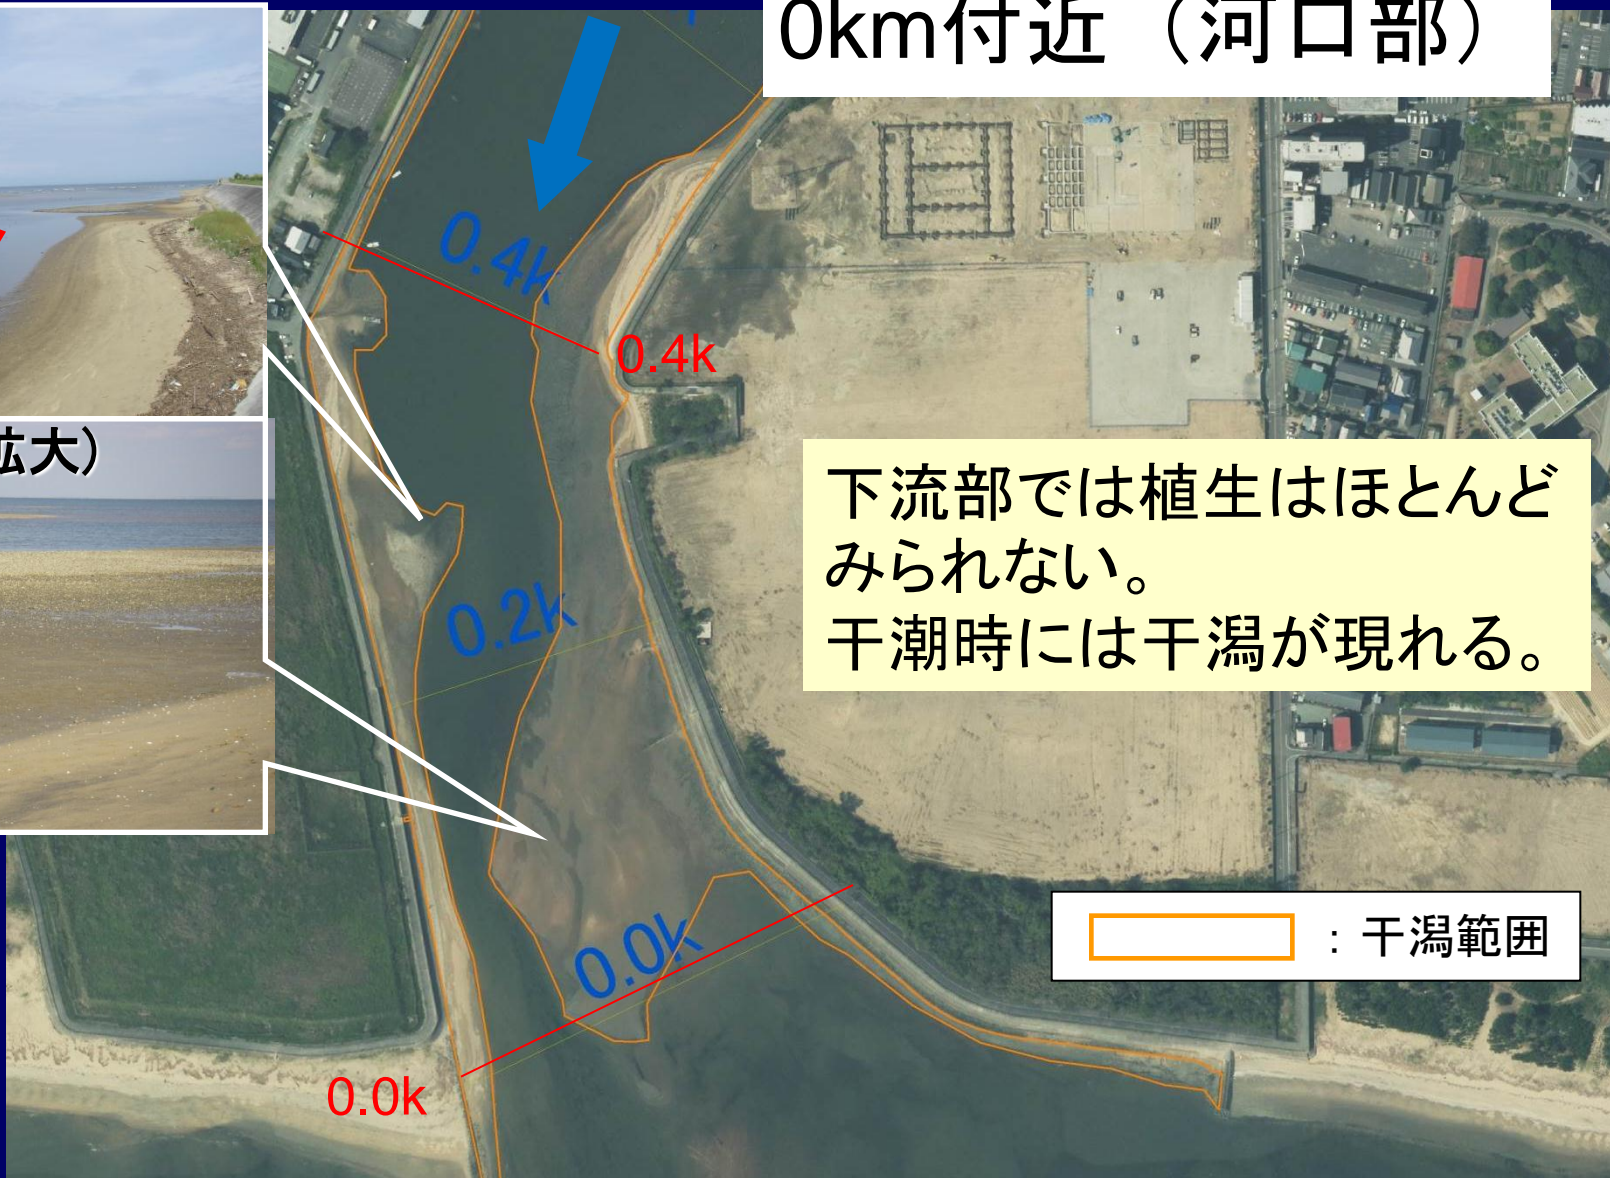 0km付近（河口部）
0.4k
0.4k
拡大）
下流部では植生はほとんど
みられない。
干潮時には干潟が現れる。
0.2k
0.0k
：干潟範囲
0.0k